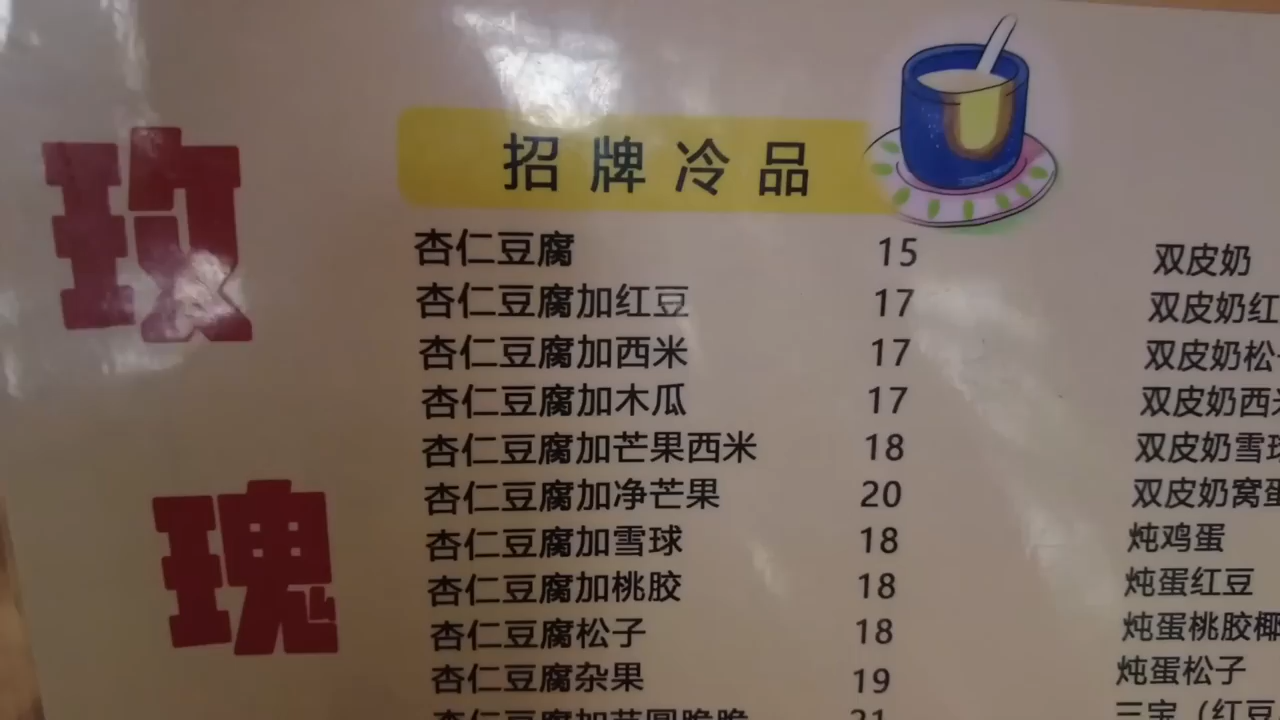 玫
瑰
招牌冷品
杏仁豆腐 15
杏仁豆腐加红豆 17
杏仁豆腐加西米 17
杏仁豆腐加木瓜 17
杏仁豆腐加芒果西米 18
杏仁豆腐加净芒果 20
杏仁豆腐加雪球 18
杏仁豆腐加桃胶 18
杏仁豆腐松子 18
杏仁豆腐杂果 19
双皮奶
双皮奶红
双皮奶松
双皮奶西
双皮奶雪
双皮奶窝蛋
炖鸡蛋
炖蛋红豆
炖蛋桃胶椰
炖蛋松子
三宝（红豆